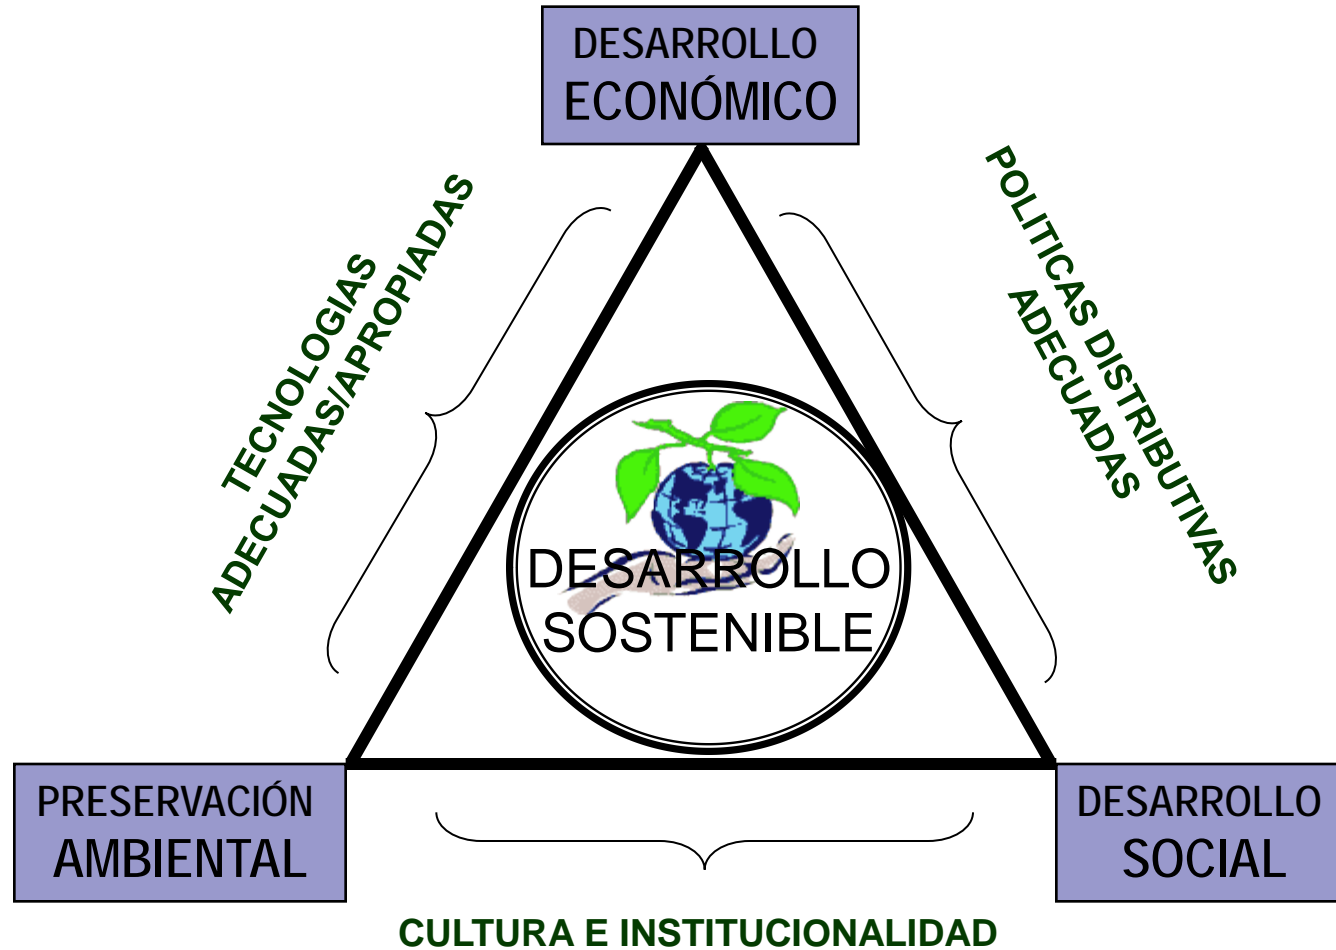 DESARROLLO
ECONÓMICO
TECNOLOGIAS
ADECUADAS/APROPIADAS
POLITICAS DISTRIBUTIVAS
ADECUADAS
DESARROLLO
SOSTENIBLE
PRESERVACIÓN
AMBIENTAL
DESARROLLO
SOCIAL
CULTURA E INSTITUCIONALIDAD